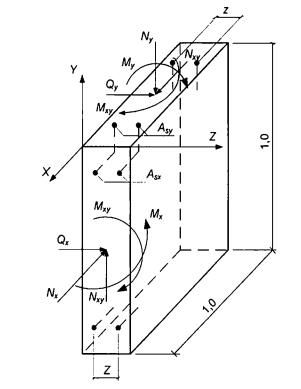 z
N_y
N_xy
M_y
Y
Q_y
M_xy
A_sy
Z
1,0
X
A_sx
M_xy
M_x
Q_x
N_x
N_xy
1,0
Z